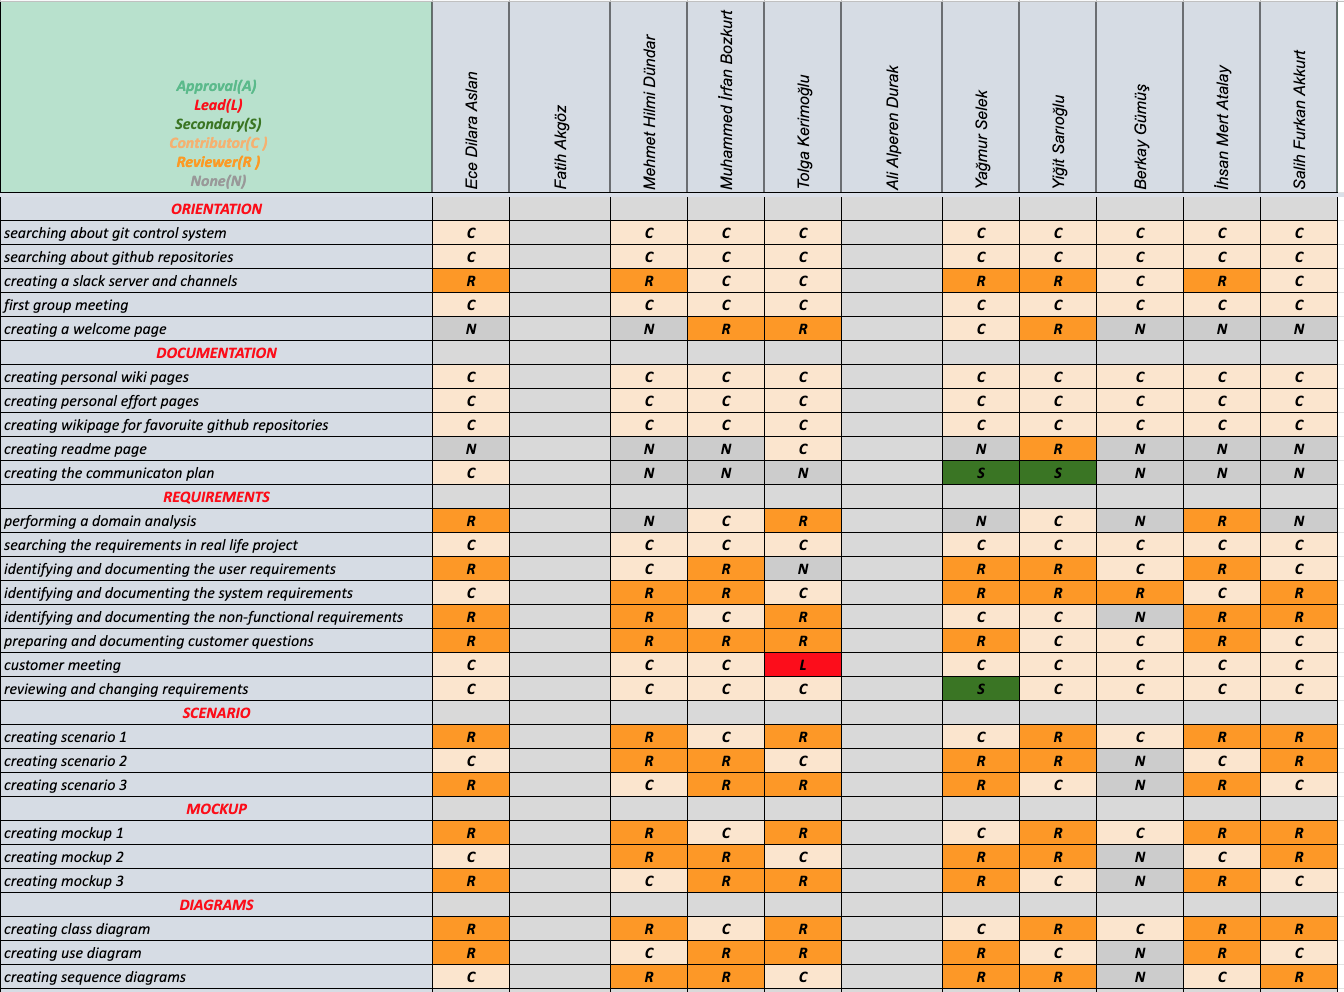 Approval(A)
Lead(L)
Secondary(S)
Contributor(C )
Reviewer(R )
None(N)
Ece Dilara Aslan
Fatih Akgöz
Mehmet Hilmi Dündar
Muhammed İrfan Bozkurt
Tolga Kerimoğlu
Ali Alperen Durak
Yağmur Selek
Yiğit Sarıoğlu
Berkay Gümüş
İhsan Mert Atalay
Salih Furkan Akkurt
ORIENTATION
searching about git control system C C C C C C C C C
searching about github repositories C C C C C C C C C
creating a slack server and channels R R C C R R C R C
first group meeting C C C C C C C C C
creating a welcome page N N R R C R N N N
DOCUMENTATION
creating personal wiki pages C C C C C C C C C
creating personal effort pages C C C C C C C C C
creating wikipage for favoruite github repositories C C C C C C C C C
creating readme page N N N C N R N N N
creating the communicaton plan C N N N S S N N N
REQUIREMENTS
performing a domain analysis R N C R N C N R N
searching the requirements in real life project C C C C C C C C C
identifying and documenting the user requirements R C R N R R C R C
identifying and documenting the system requirements C R R C R R R C R
identifying and documenting the non-functional requirements R R C R C C N R R
preparing and documenting customer questions R R R R R C C R C
customer meeting C C C L C C C C C
reviewing and changing requirements C C C C S C C C C
SCENARIO
creating scenario 1 R R C R C R C R R
creating scenario 2 C R R C R R N C R
creating scenario 3 R C R R R C N R C
MOCKUP
creating mockup 1 R R C R C R C R R
creating mockup 2 C R R C R R N C R
creating mockup 3 R C R R R C N R C
DIAGRAMS
creating class diagram R R C R C R C R R
creating use diagram R C R R R C N R C
creating sequence diagrams C R R C R R N C R